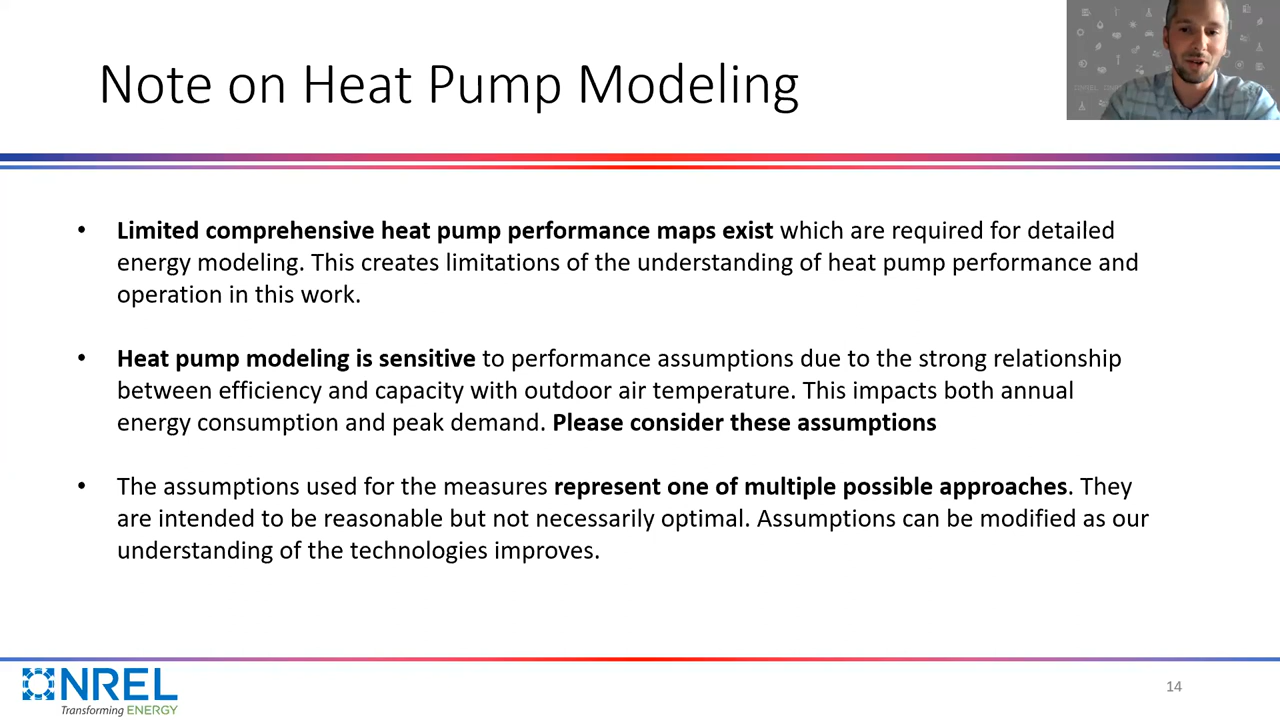 Note on Heat Pump Modeling
• Limited comprehensive heat pump performance maps exist which are required for detailed
energy modeling. This creates limitations of the understanding of heat pump performance and
operation in this work.
• Heat pump modeling is sensitive to performance assumptions due to the strong relationship
between efficiency and capacity with outdoor air temperature. This impacts both annual
energy consumption and peak demand. Please consider these assumptions
• The assumptions used for the measures represent one of multiple possible approaches. They
are intended to be reasonable but not necessarily optimal. Assumptions can be modified as our
understanding of the technologies improves.
NREL
Transforming ENERGY
14